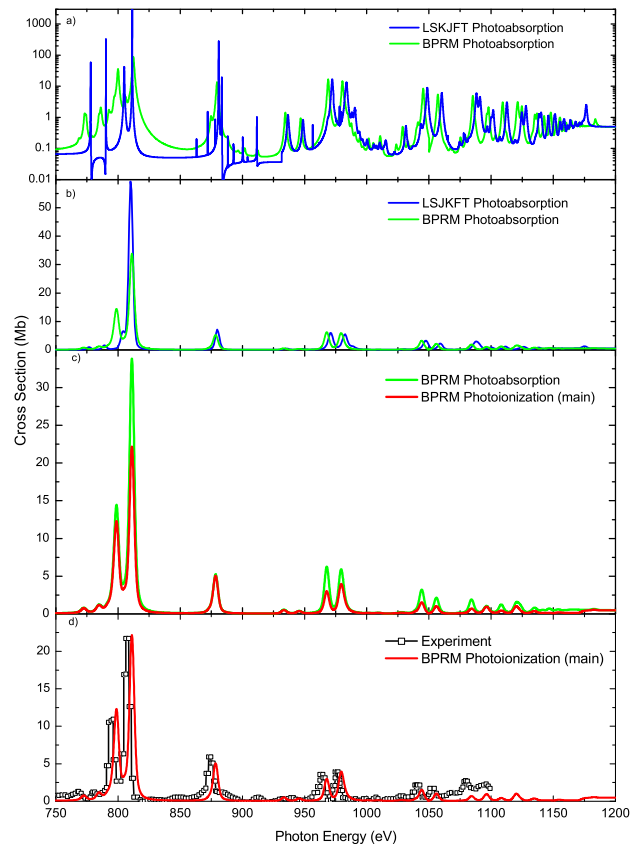 a)
LSKJFT Photoabsorption
BPRM Photoabsorption
1000
100
10
1
0.1
0.01
b)
LSJKFT Photoabsorption
BPRM Photoabsorption
50
40
30
20
10
0
c)
BPRM Photoabsorption
BPRM Photoionization (main)
30
25
20
15
10
5
0
d)
Experiment
BPRM Photoionization (main)
20
15
10
5
0
750 800 850 900 950 1000 1050 1100 1150 1200
Photon Energy (eV)
Cross Section (Mb)